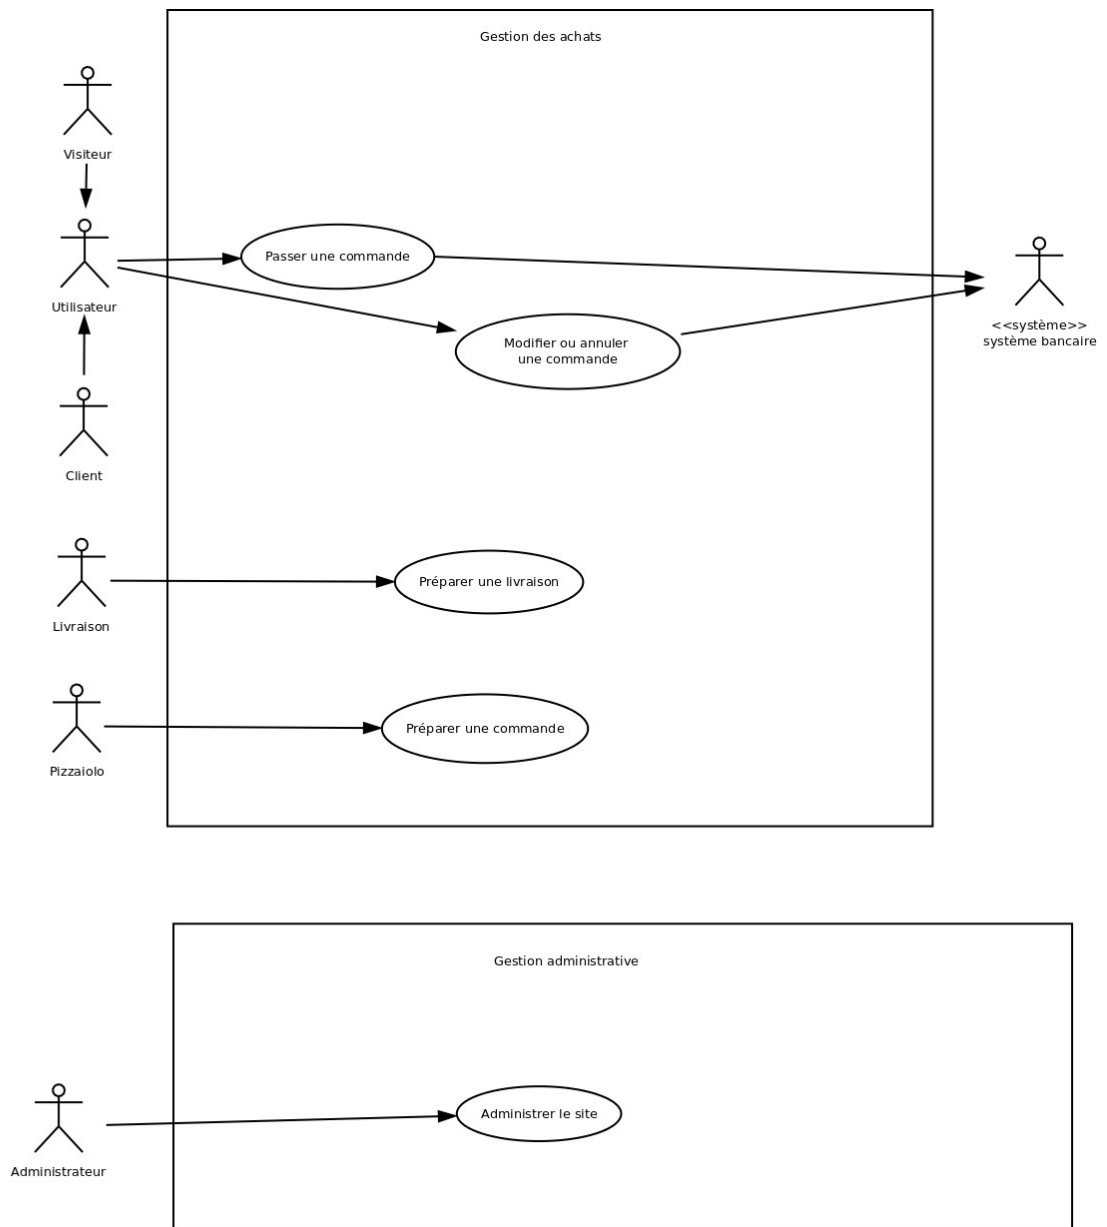 Gestion des achats
Visiteur
Utilisateur
Passer une commande
Modifier ou annuler
une commande
<<système>>
système bancaire
Client
Livraison
Préparer une livraison
Pizzaiolo
Préparer une commande
Gestion administrative
Administrateur
Administrer le site